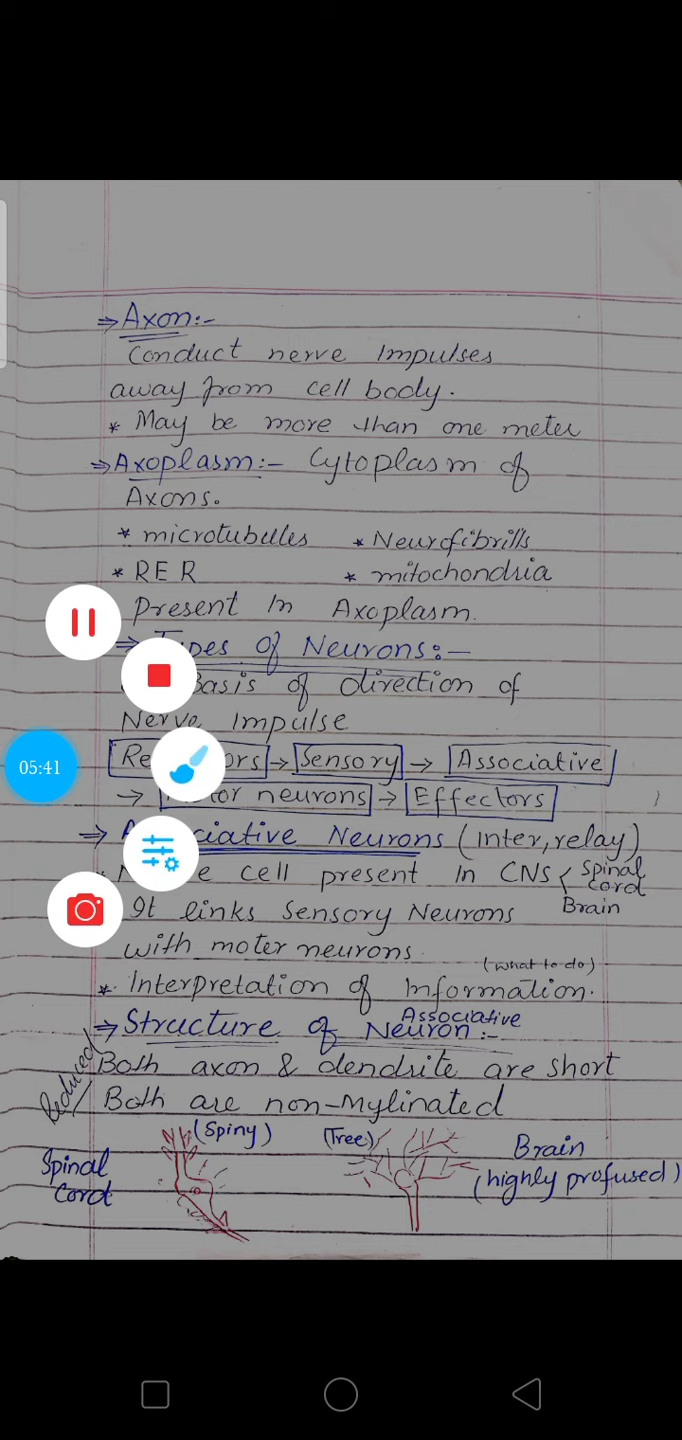 ⇒ Axon:-
Conduct nerve Impulses
away from cell body.
* May be more than one meter
⇒ Axoplasm:- Cytoplasm of
Axons.
* microtubules * Neurofibrills
* RER * mitochondria
Present In Axoplasm.
⇒ Types of Neurons:-
Basis of direction of
Nerve Impulse
→ Sensory → Associative
05:41
→ neurons → Effectors
⇒ Neurons (Inter, relay)
cell present In CNS < Spinal cord
Brain
It links Sensory Neurons
with moter neurons.
(what to do)
* Interpretation of Information.
Associative
⇒ Structure of Neuron:-
Both axon & dendrite are short
Reduced
Both are non-Mylinated
(Spiny) (Tree) Brain
Spinal Cord (highly profused)